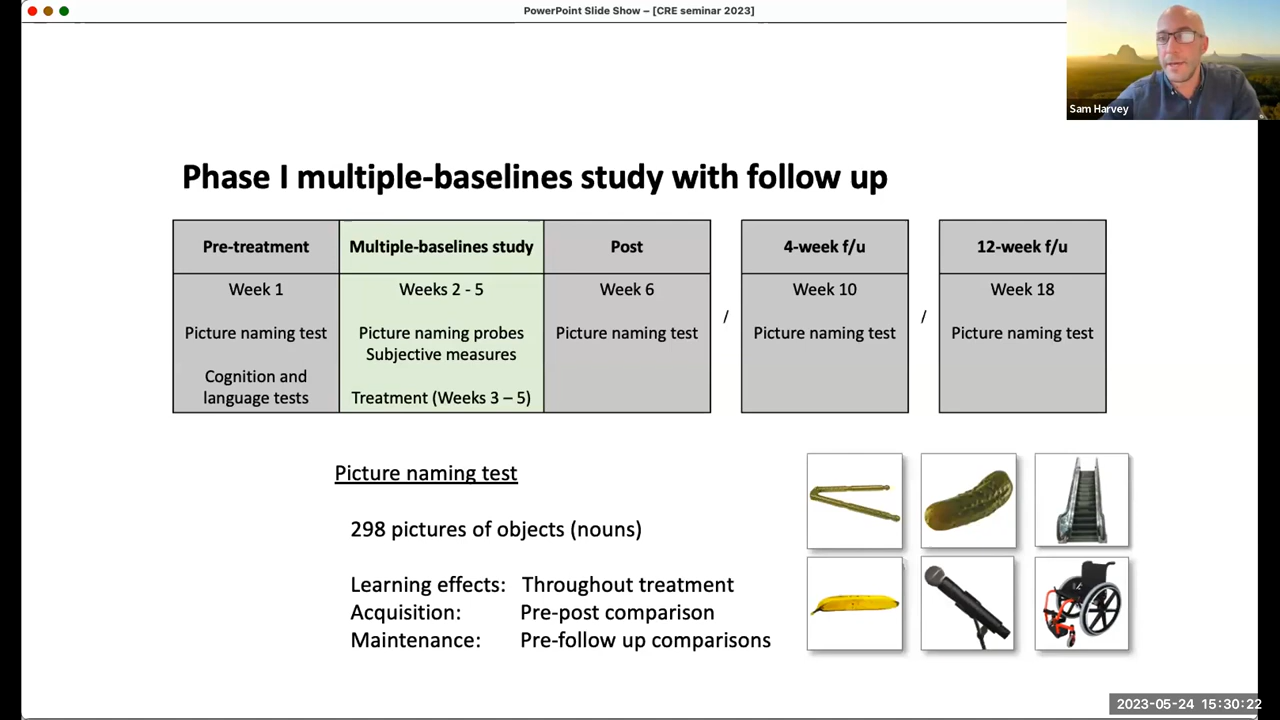 PowerPoint Slide Show – [CRE seminar 2023]
Sam Harvey
Phase I multiple-baselines study with follow up
Pre-treatment
Week 1
Picture naming test
Cognition and
language tests
Multiple-baselines study
Weeks 2 - 5
Picture naming probes
Subjective measures
Treatment (Weeks 3 – 5)
Post
Week 6
Picture naming test
/
4-week f/u
Week 10
Picture naming test
/
12-week f/u
Week 18
Picture naming test
Picture naming test
298 pictures of objects (nouns)
Learning effects: Throughout treatment
Acquisition: Pre-post comparison
Maintenance: Pre-follow up comparisons
2023-05-24 15:30:22